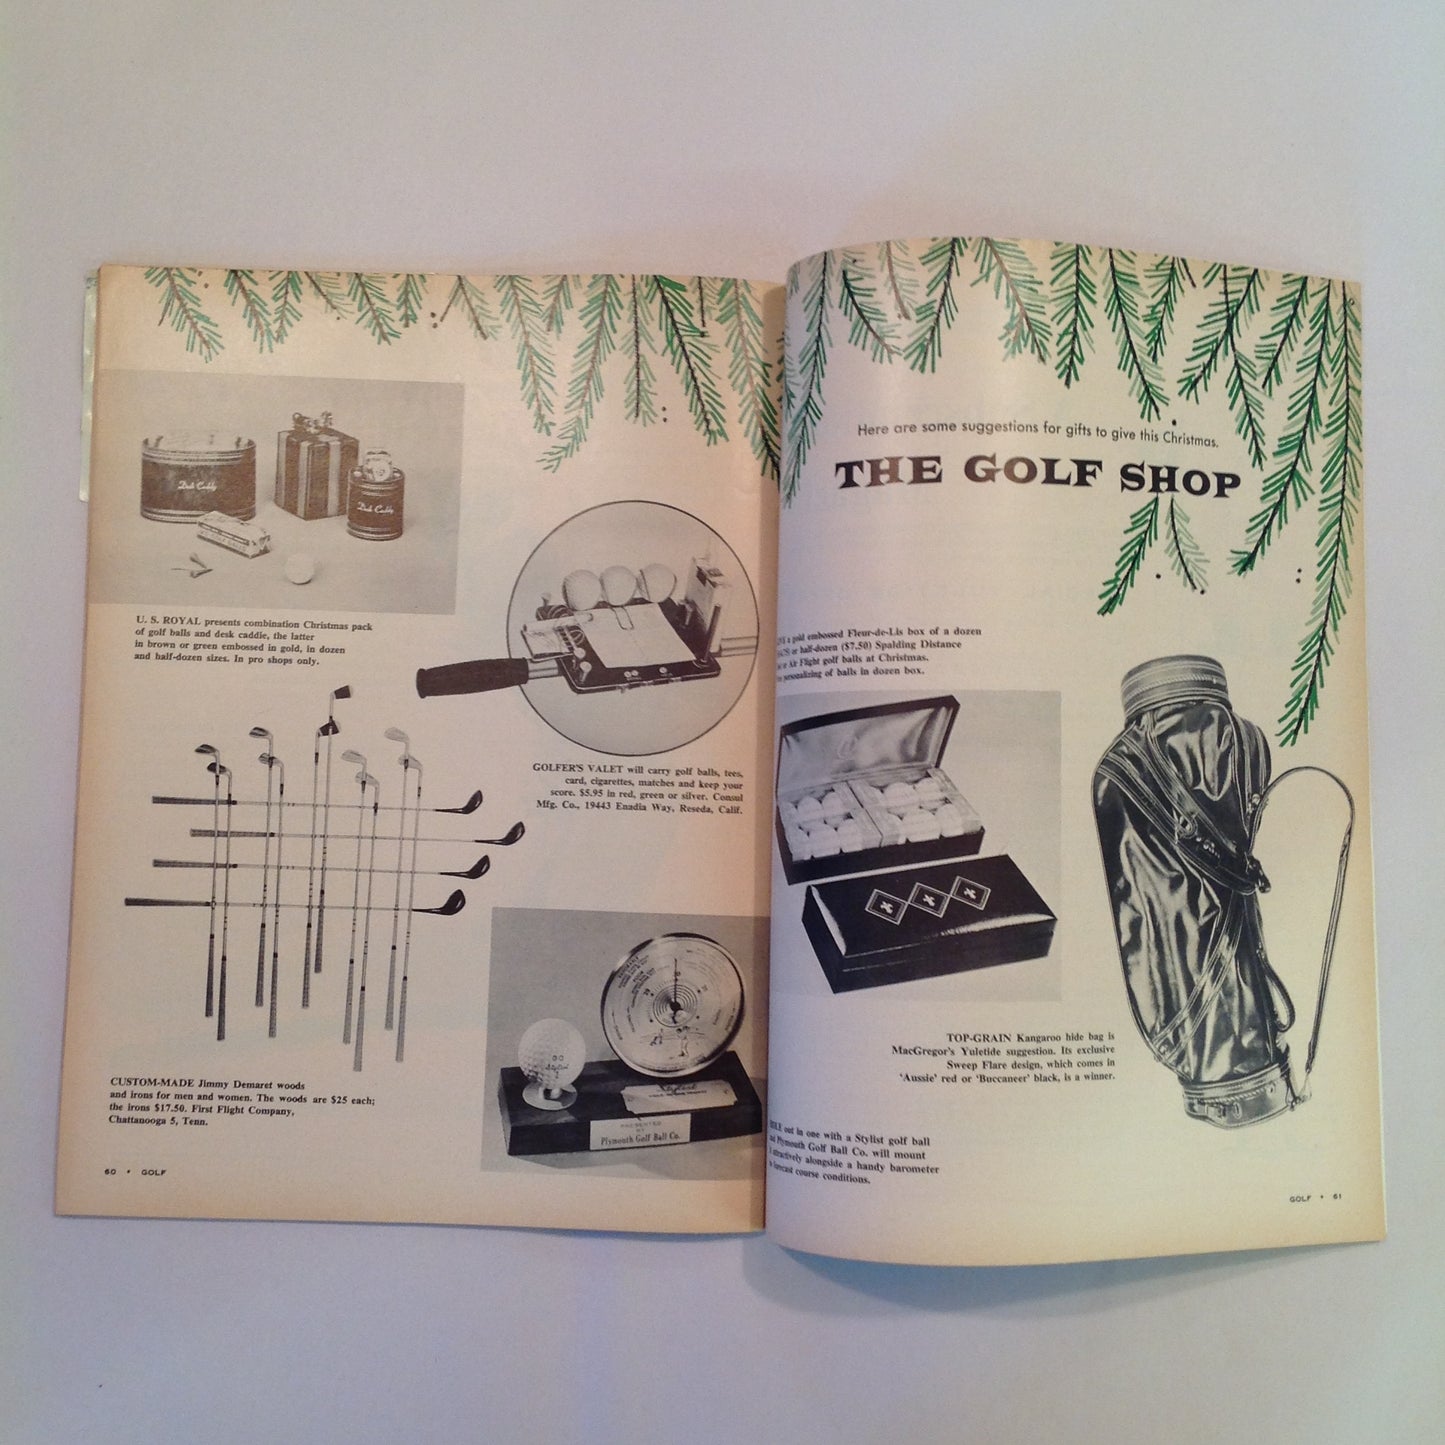 Desk Caddy
Desk Caddy
U. S. ROYAL presents combination Christmas pack
of golf balls and desk caddie, the latter
in brown or green embossed in gold, in dozen
and half-dozen sizes. In pro shops only.
GOLFER'S VALET will carry golf balls, tees,
card, cigarettes, matches and keep your
score. $5.95 in red, green or silver. Consul
Mfg. Co., 19443 Enadia Way, Reseda, Calif.
CUSTOM-MADE Jimmy Demaret woods
and irons for men and women. The woods are $25 each;
the irons $17.50. First Flight Company,
Chattanooga 5, Tenn.
PRESENTED
BY
Plymouth Golf Ball Co.
60 • GOLF
Here are some suggestions for gifts to give this Christmas.
THE GOLF SHOP
a gold embossed Fleur-de-Lis box of a dozen
or half-dozen ($7.50) Spalding Distance
or Air Flight golf balls at Christmas.
personalizing of balls in dozen box.
TOP-GRAIN Kangaroo hide bag is
MacGregor's Yuletide suggestion. Its exclusive
Sweep Flare design, which comes in
'Aussie' red or 'Buccaneer' black, is a winner.
out in one with a Stylist golf ball
and Plymouth Golf Ball Co. will mount
attractively alongside a handy barometer
forecast course conditions.
GOLF • 61